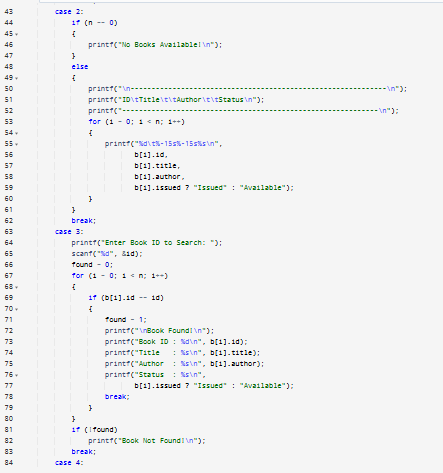 43 case 2:
44 if (n == 0)
45 {
46 printf("No Books Available!\n");
47 }
48 else
49 {
50 printf("\n-------------------------------------------------------------\n");
51 printf("ID\tTitle\t\tAuthor\t\tStatus\n");
52 printf("-------------------------------------------------------------\n");
53 for (i = 0; i < n; i++)
54 {
55 printf("%d\t%-15s%-15s%s\n",
56 b[i].id,
57 b[i].title,
58 b[i].author,
59 b[i].issued ? "Issued" : "Available");
60 }
61 }
62 break;
63 case 3:
64 printf("Enter Book ID to Search: ");
65 scanf("%d", &id);
66 found = 0;
67 for (i = 0; i < n; i++)
68 {
69 if (b[i].id == id)
70 {
71 found = 1;
72 printf("\nBook Found!\n");
73 printf("Book ID : %d\n", b[i].id);
74 printf("Title   : %s\n", b[i].title);
75 printf("Author  : %s\n", b[i].author);
76 printf("Status  : %s\n",
77 b[i].issued ? "Issued" : "Available");
78 break;
79 }
80 }
81 if (!found)
82 printf("Book Not Found!\n");
83 break;
84 case 4: